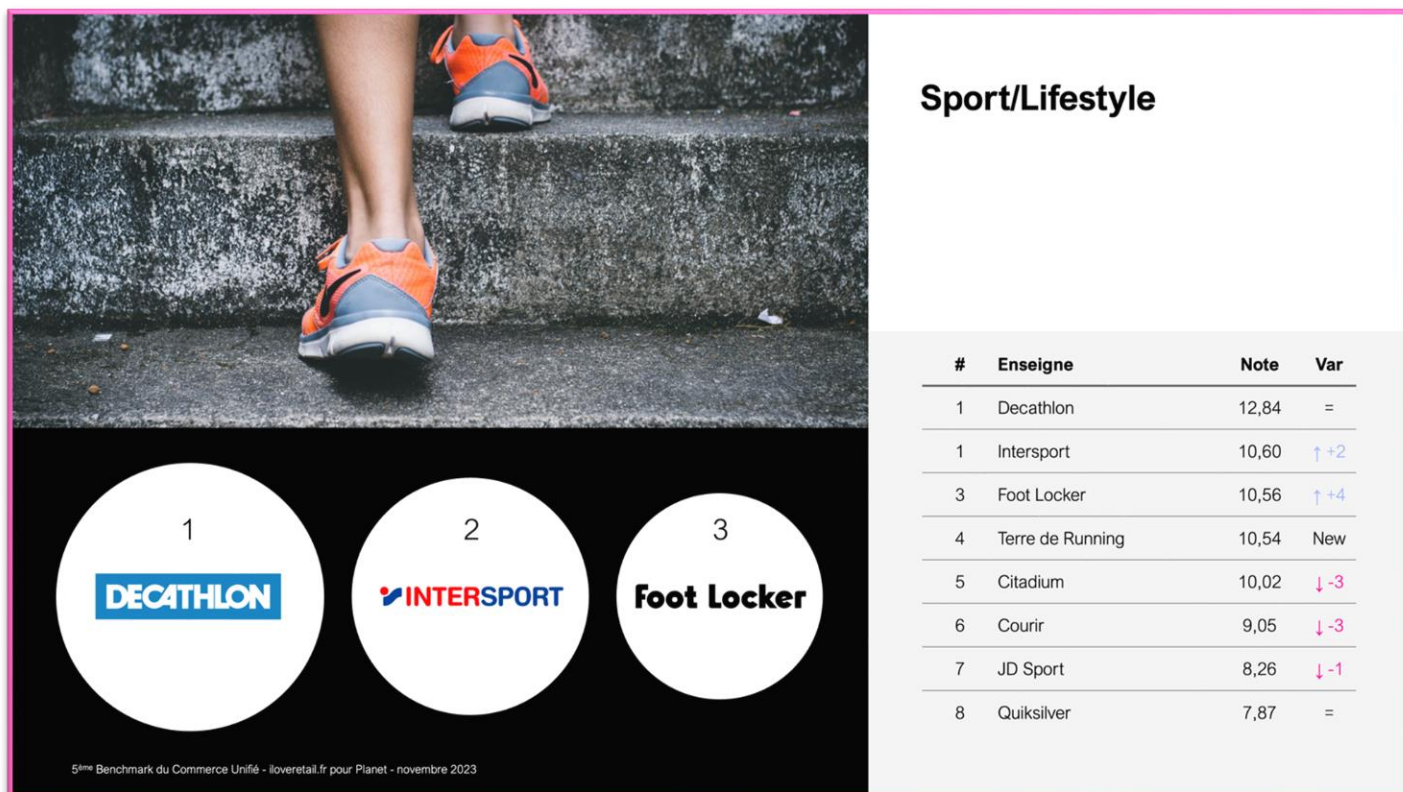 Sport/Lifestyle
# Enseigne Note Var
1 Decathlon 12,84 =
1 Intersport 10,60 ↑ +2
3 Foot Locker 10,56 ↑ +4
4 Terre de Running 10,54 New
5 Citadium 10,02 ↓ -3
6 Courir 9,05 ↓ -3
7 JD Sport 8,26 ↓ -1
8 Quiksilver 7,87 =
1
DECATHLON
2
INTERSPORT
3
Foot Locker
5ème Benchmark du Commerce Unifié - iloveretail.fr pour Planet - novembre 2023